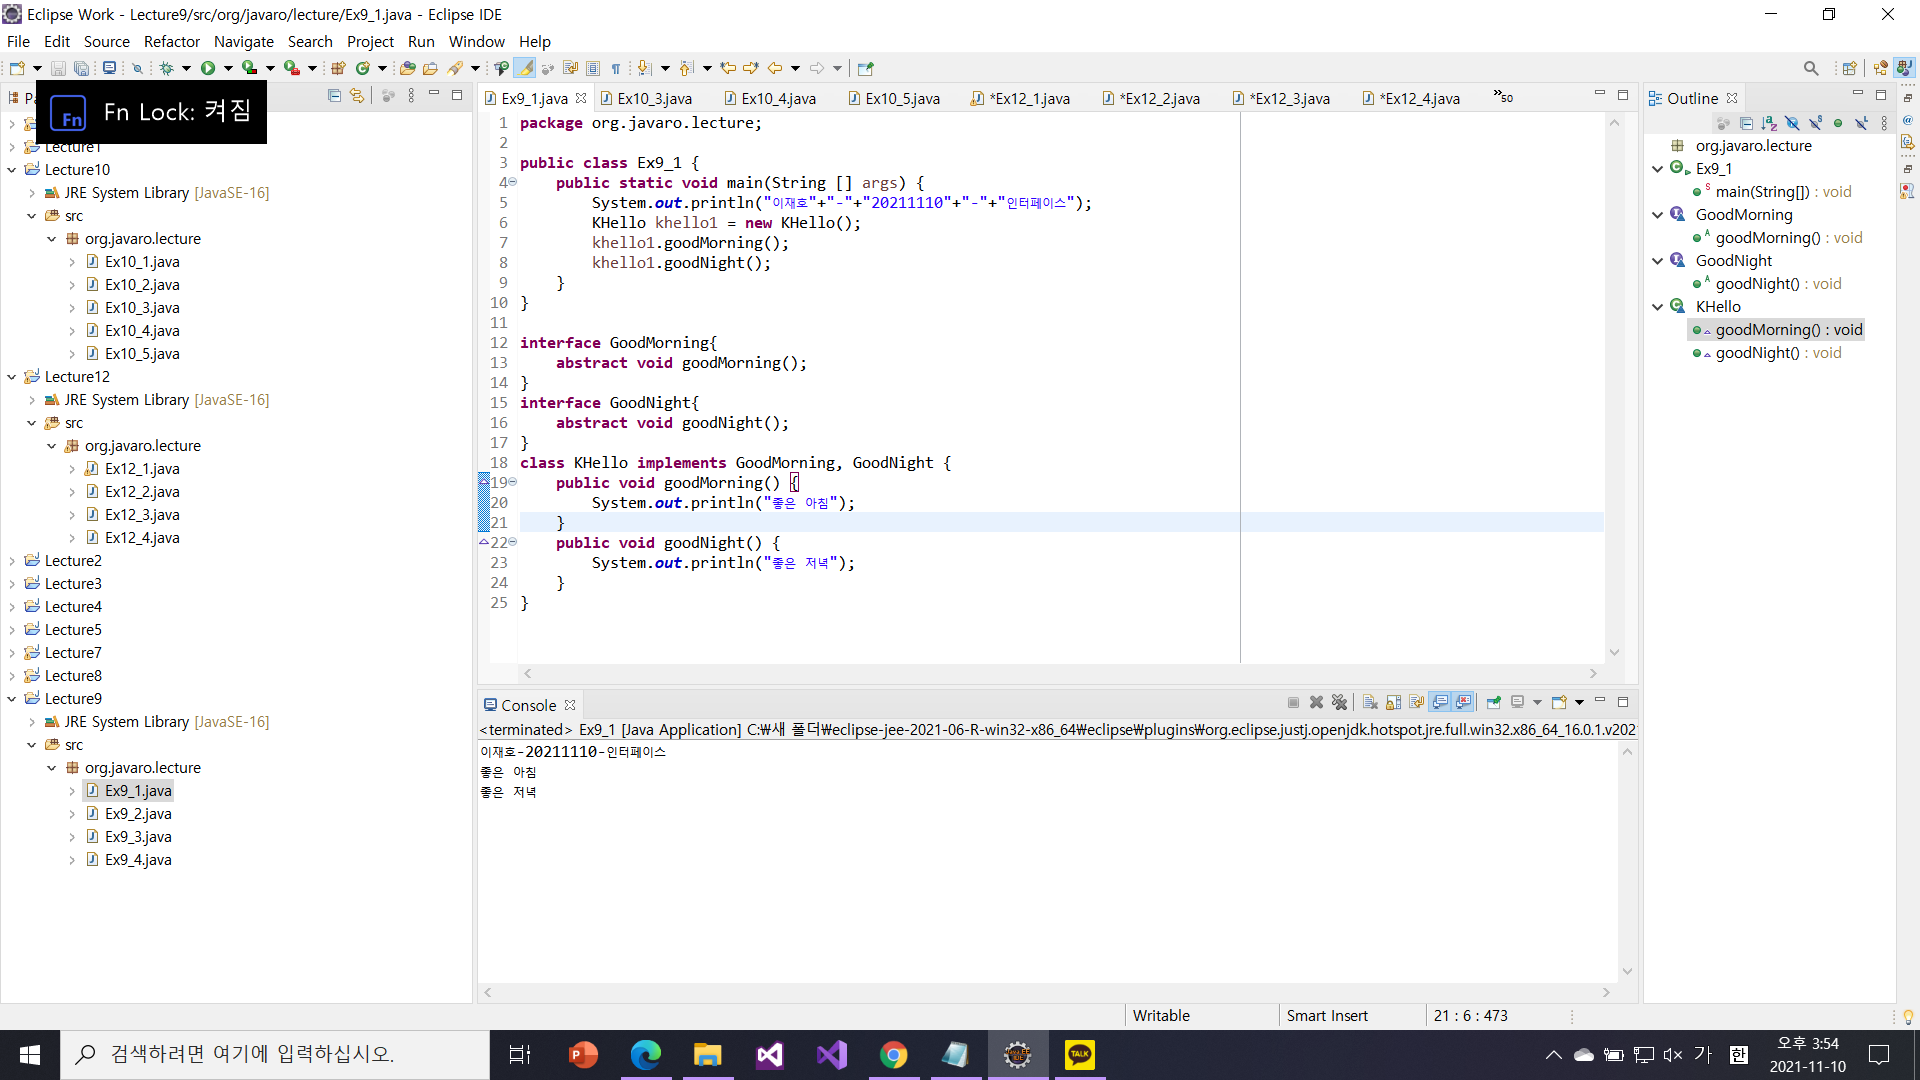 Eclipse Work - Lecture9/src/org/javaro/lecture/Ex9_1.java - Eclipse IDE
File Edit Source Refactor Navigate Search Project Run Window Help
Fn Fn Lock: 켜짐
Lecture1
Lecture10
JRE System Library [JavaSE-16]
src
org.javaro.lecture
Ex10_1.java
Ex10_2.java
Ex10_3.java
Ex10_4.java
Ex10_5.java
Lecture12
JRE System Library [JavaSE-16]
src
org.javaro.lecture
Ex12_1.java
Ex12_2.java
Ex12_3.java
Ex12_4.java
Lecture2
Lecture3
Lecture4
Lecture5
Lecture7
Lecture8
Lecture9
JRE System Library [JavaSE-16]
src
org.javaro.lecture
Ex9_1.java
Ex9_2.java
Ex9_3.java
Ex9_4.java
Ex9_1.java Ex10_3.java Ex10_4.java Ex10_5.java *Ex12_1.java *Ex12_2.java *Ex12_3.java *Ex12_4.java »50
1 package org.javaro.lecture;
2
3 public class Ex9_1 {
4 public static void main(String [] args) {
5 System.out.println("이재호"+"-"+"20211110"+"-"+"인터페이스");
6 KHello khello1 = new KHello();
7 khello1.goodMorning();
8 khello1.goodNight();
9 }
10 }
11
12 interface GoodMorning{
13 abstract void goodMorning();
14 }
15 interface GoodNight{
16 abstract void goodNight();
17 }
18 class KHello implements GoodMorning, GoodNight {
19 public void goodMorning() {
20 System.out.println("좋은 아침");
21 }
22 public void goodNight() {
23 System.out.println("좋은 저녁");
24 }
25 }
Console
<terminated> Ex9_1 [Java Application] C:₩새 폴더₩eclipse-jee-2021-06-R-win32-x86_64₩eclipse₩plugins₩org.eclipse.justj.openjdk.hotspot.jre.full.win32.x86_64_16.0.1.v202
이재호-20211110-인터페이스
좋은 아침
좋은 저녁
Outline
org.javaro.lecture
Ex9_1
main(String[]) : void
GoodMorning
goodMorning() : void
GoodNight
goodNight() : void
KHello
goodMorning() : void
goodNight() : void
Writable Smart Insert 21 : 6 : 473
검색하려면 여기에 입력하십시오.
TALK
가 한
오후 3:54
2021-11-10